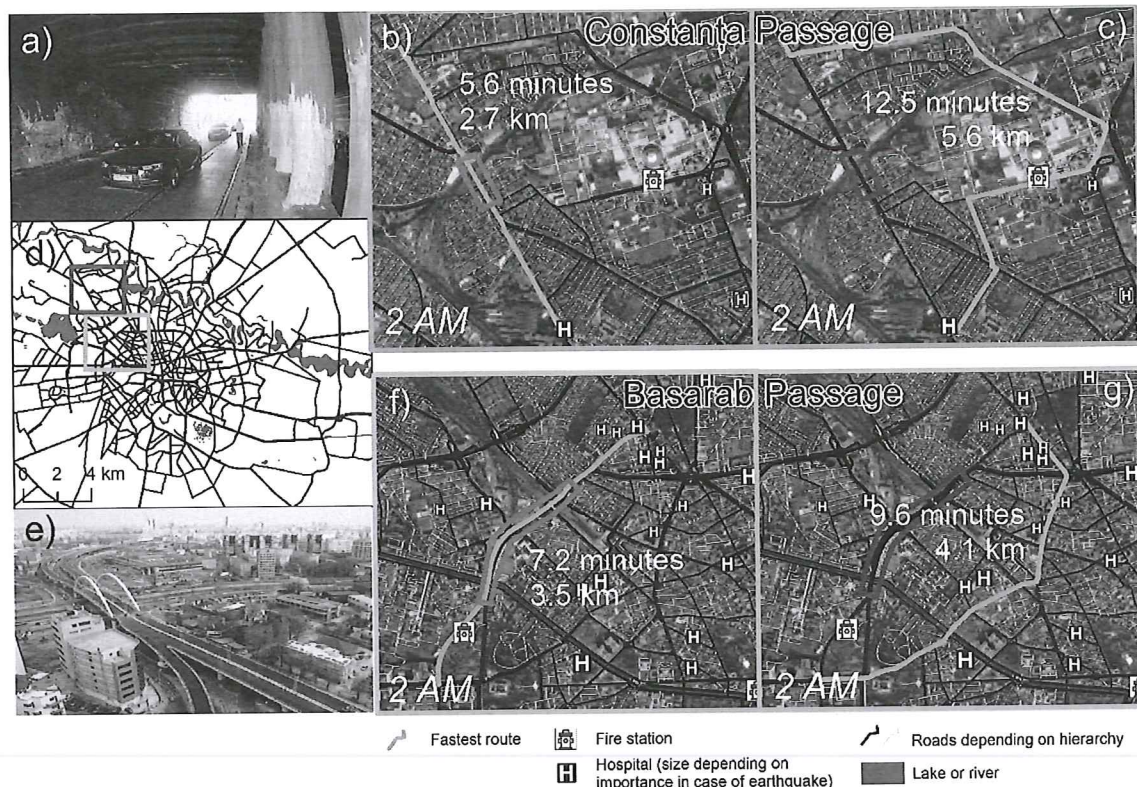 a)
b)
Constanta Passage
c)
5.6 minutes
2.7 km
12.5 minutes
5.6 km
H
H
H
H
2 AM
H
2 AM
H
d)
0 2 4 km
f)
Basarab Passage
g)
7.2 minutes
3.5 km
9.6 minutes
4.1 km
2 AM
2 AM
e)
Fastest route
Fire station
Roads depending on hierarchy
H
Hospital (size depending on
importance in case of earthquake)
Lake or river